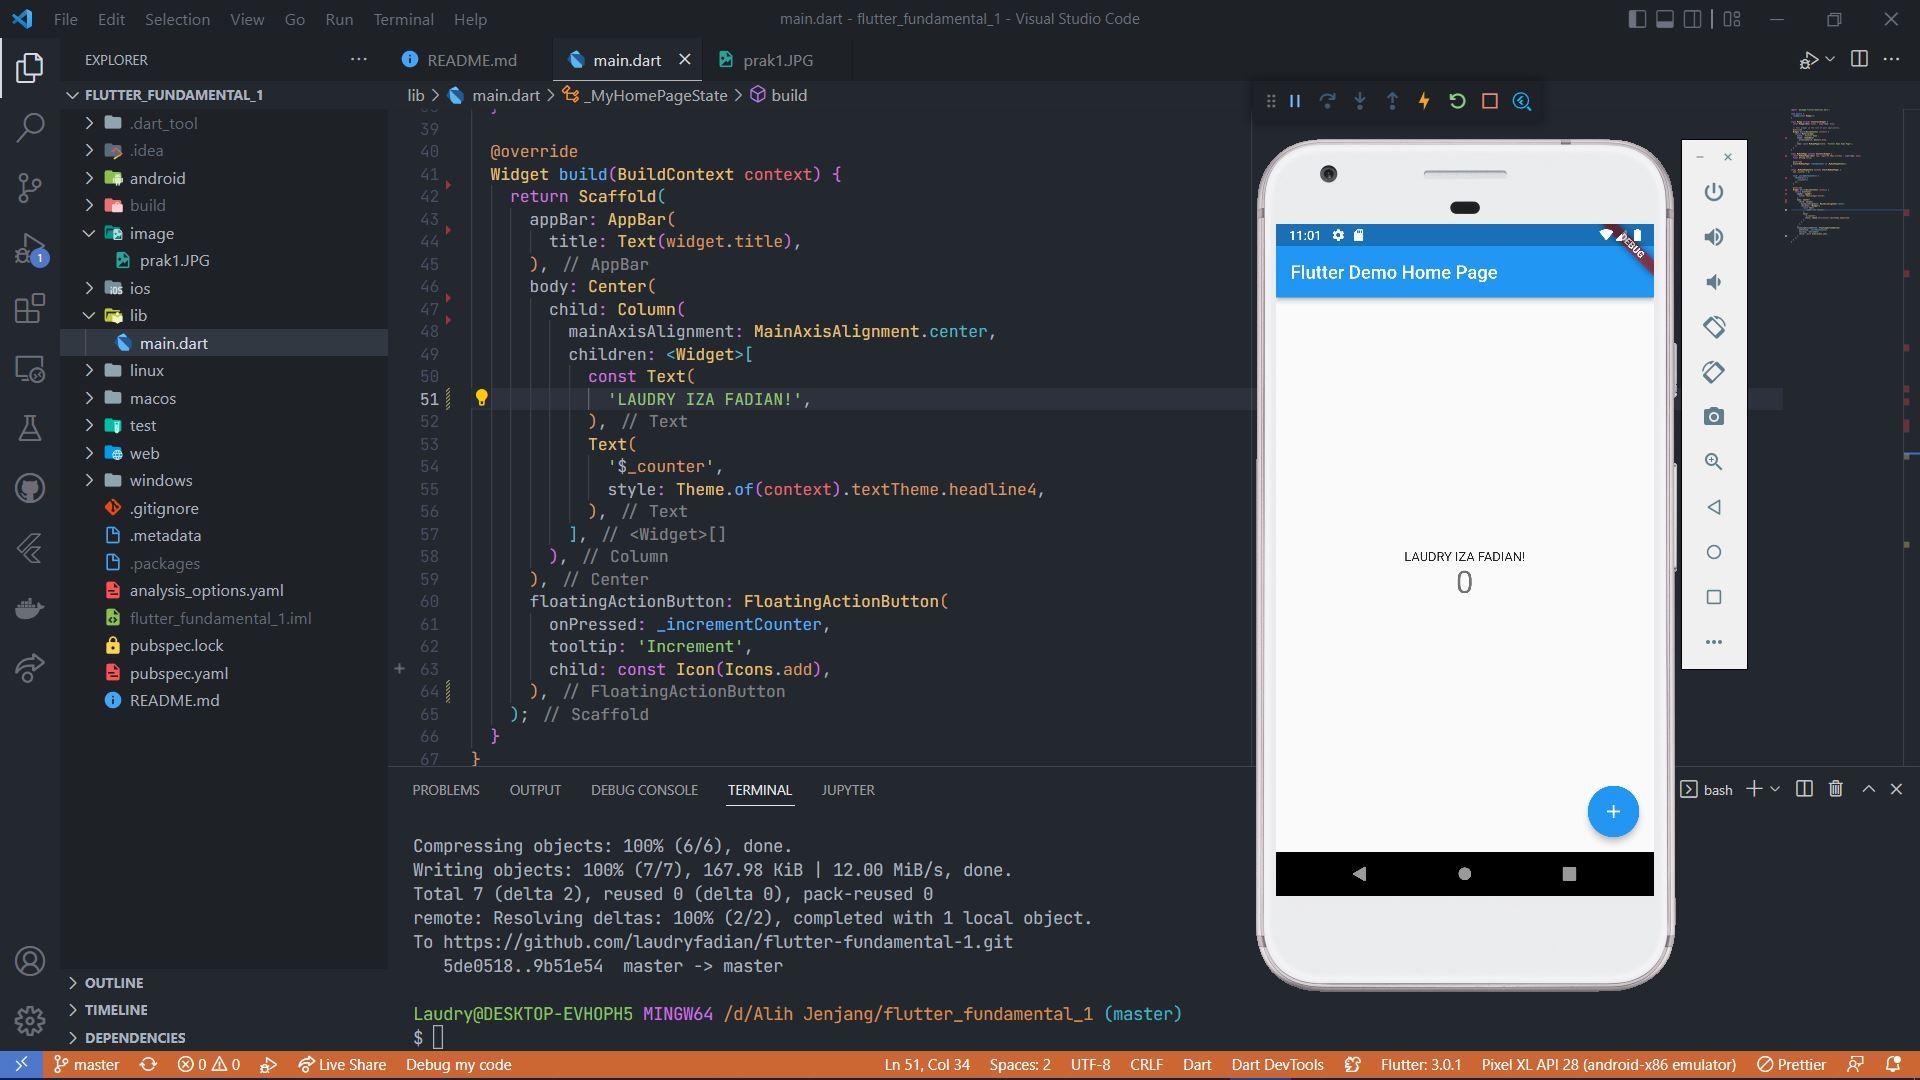 File Edit Selection View Go Run Terminal Help
main.dart - flutter_fundamental_1 - Visual Studio Code
EXPLORER
README.md
main.dart
prak1.JPG
FLUTTER_FUNDAMENTAL_1
.dart_tool
.idea
android
build
image
prak1.JPG
ios
lib
main.dart
linux
macos
test
web
windows
.gitignore
.metadata
.packages
analysis_options.yaml
flutter_fundamental_1.iml
pubspec.lock
pubspec.yaml
README.md
OUTLINE
TIMELINE
DEPENDENCIES
1
lib > main.dart > _MyHomePageState > build
39
40 @override
41 Widget build(BuildContext context) {
42 return Scaffold(
43 appBar: AppBar(
44 title: Text(widget.title),
45 ), // AppBar
46 body: Center(
47 child: Column(
48 mainAxisAlignment: MainAxisAlignment.center,
49 children: <Widget>[
50 const Text(
51 'LAUDRY IZA FADIAN!',
52 ), // Text
53 Text(
54 '$_counter',
55 style: Theme.of(context).textTheme.headline4,
56 ), // Text
57 ], // <Widget>[]
58 ), // Column
59 ), // Center
60 floatingActionButton: FloatingActionButton(
61 onPressed: _incrementCounter,
62 tooltip: 'Increment',
63 child: const Icon(Icons.add),
64 ), // FloatingActionButton
65 ); // Scaffold
66 }
67 }
11:01
DEBUG
Flutter Demo Home Page
LAUDRY IZA FADIAN!
0
PROBLEMS OUTPUT DEBUG CONSOLE TERMINAL JUPYTER
bash
Compressing objects: 100% (6/6), done.
Writing objects: 100% (7/7), 167.98 KiB | 12.00 MiB/s, done.
Total 7 (delta 2), reused 0 (delta 0), pack-reused 0
remote: Resolving deltas: 100% (2/2), completed with 1 local object.
To https://github.com/laudryfadian/flutter-fundamental-1.git
5de0518..9b51e54 master -> master
Laudry@DESKTOP-EVHOPH5 MINGW64 /d/Alih Jenjang/flutter_fundamental_1 (master)
$
master 0 0 Live Share Debug my code Ln 51, Col 34 Spaces: 2 UTF-8 CRLF Dart Dart DevTools Flutter: 3.0.1 Pixel XL API 28 (android-x86 emulator) Prettier